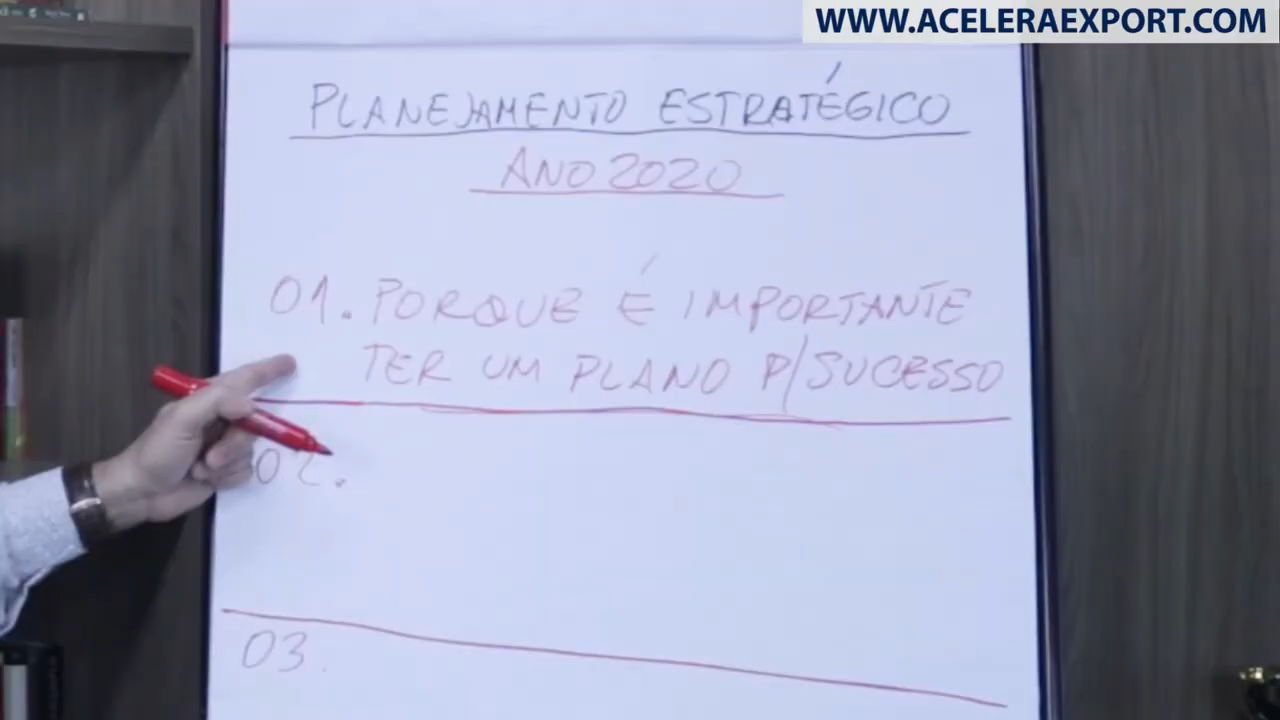 WWW.ACELERAEXPORT.COM
PLANEJAMENTO ESTRATÉGICO
ANO 2020
01. PORQUE É IMPORTANTE
TER UM PLANO P/SUCESSO
02.
03.